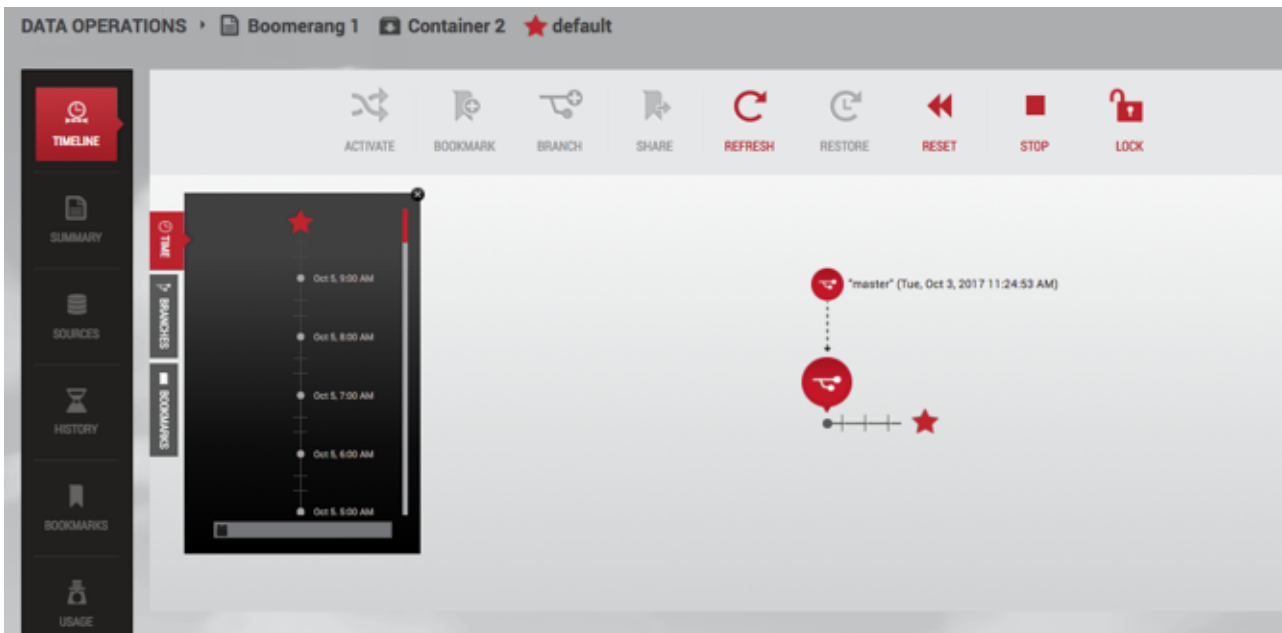 DATA OPERATIONS Boomerang 1 Container 2 default
TIMELINE
SUMMARY
SOURCES
HISTORY
BOOKMARKS
USAGE
ACTIVATE BOOKMARK BRANCH SHARE REFRESH RESTORE RESET STOP LOCK
TIME
BRANCHES
BOOKMARKS
Oct 5, 9:00 AM
Oct 5, 8:00 AM
Oct 5, 7:00 AM
Oct 5, 6:00 AM
Oct 5, 5:00 AM
"master" (Tue, Oct 3, 2017 11:24:53 AM)